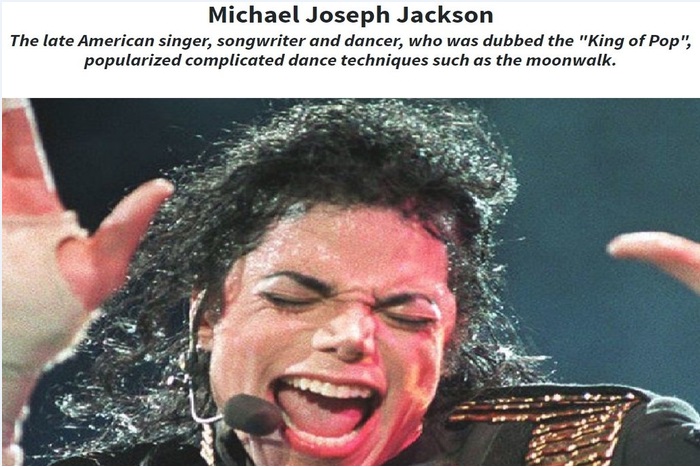 Michael Joseph Jackson
The late American singer, songwriter and dancer, who was dubbed the "King of Pop",
popularized complicated dance techniques such as the moonwalk.